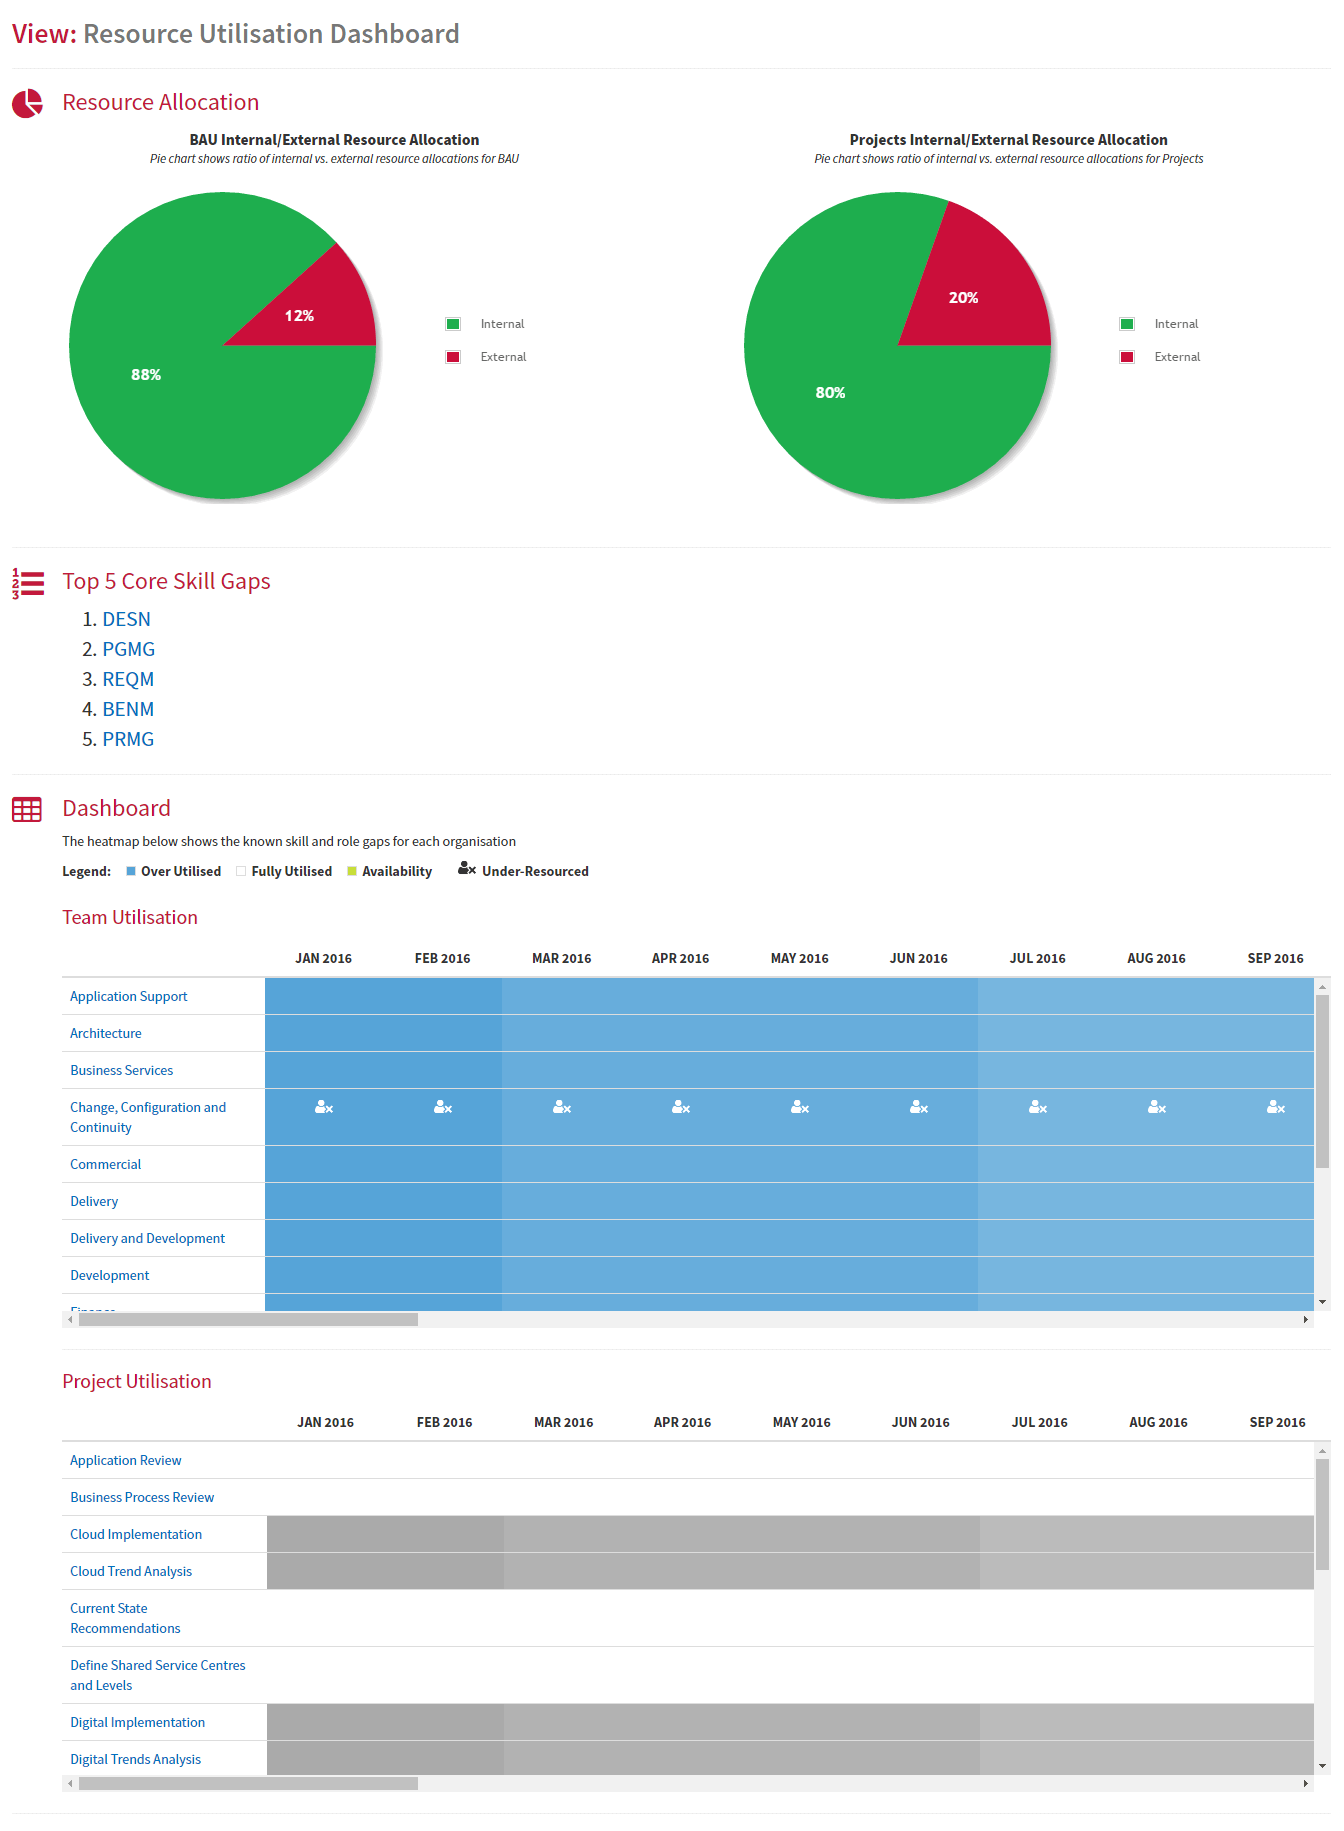 View: Resource Utilisation Dashboard
Resource Allocation
BAU Internal/External Resource Allocation
Pie chart shows ratio of internal vs. external resource allocations for BAU
12%
88%
Internal
External
Projects Internal/External Resource Allocation
Pie chart shows ratio of internal vs. external resource allocations for Projects
20%
80%
Internal
External
1
2
3
Top 5 Core Skill Gaps
1. DESN
2. PGMG
3. REQM
4. BENM
5. PRMG
Dashboard
The heatmap below shows the known skill and role gaps for each organisation
Legend: Over Utilised Fully Utilised Availability Under-Resourced
Team Utilisation
JAN 2016 FEB 2016 MAR 2016 APR 2016 MAY 2016 JUN 2016 JUL 2016 AUG 2016 SEP 2016
Application Support
Architecture
Business Services
Change, Configuration and
Continuity
Commercial
Delivery
Delivery and Development
Development
Project Utilisation
JAN 2016 FEB 2016 MAR 2016 APR 2016 MAY 2016 JUN 2016 JUL 2016 AUG 2016 SEP 2016
Application Review
Business Process Review
Cloud Implementation
Cloud Trend Analysis
Current State
Recommendations
Define Shared Service Centres
and Levels
Digital Implementation
Digital Trends Analysis